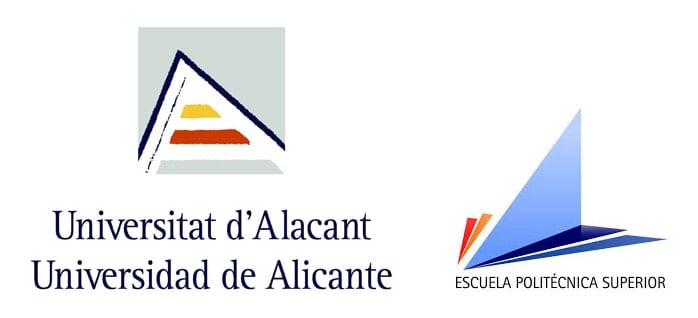 Universitat d'Alacant
Universidad de Alicante
ESCUELA POLITÉCNICA SUPERIOR